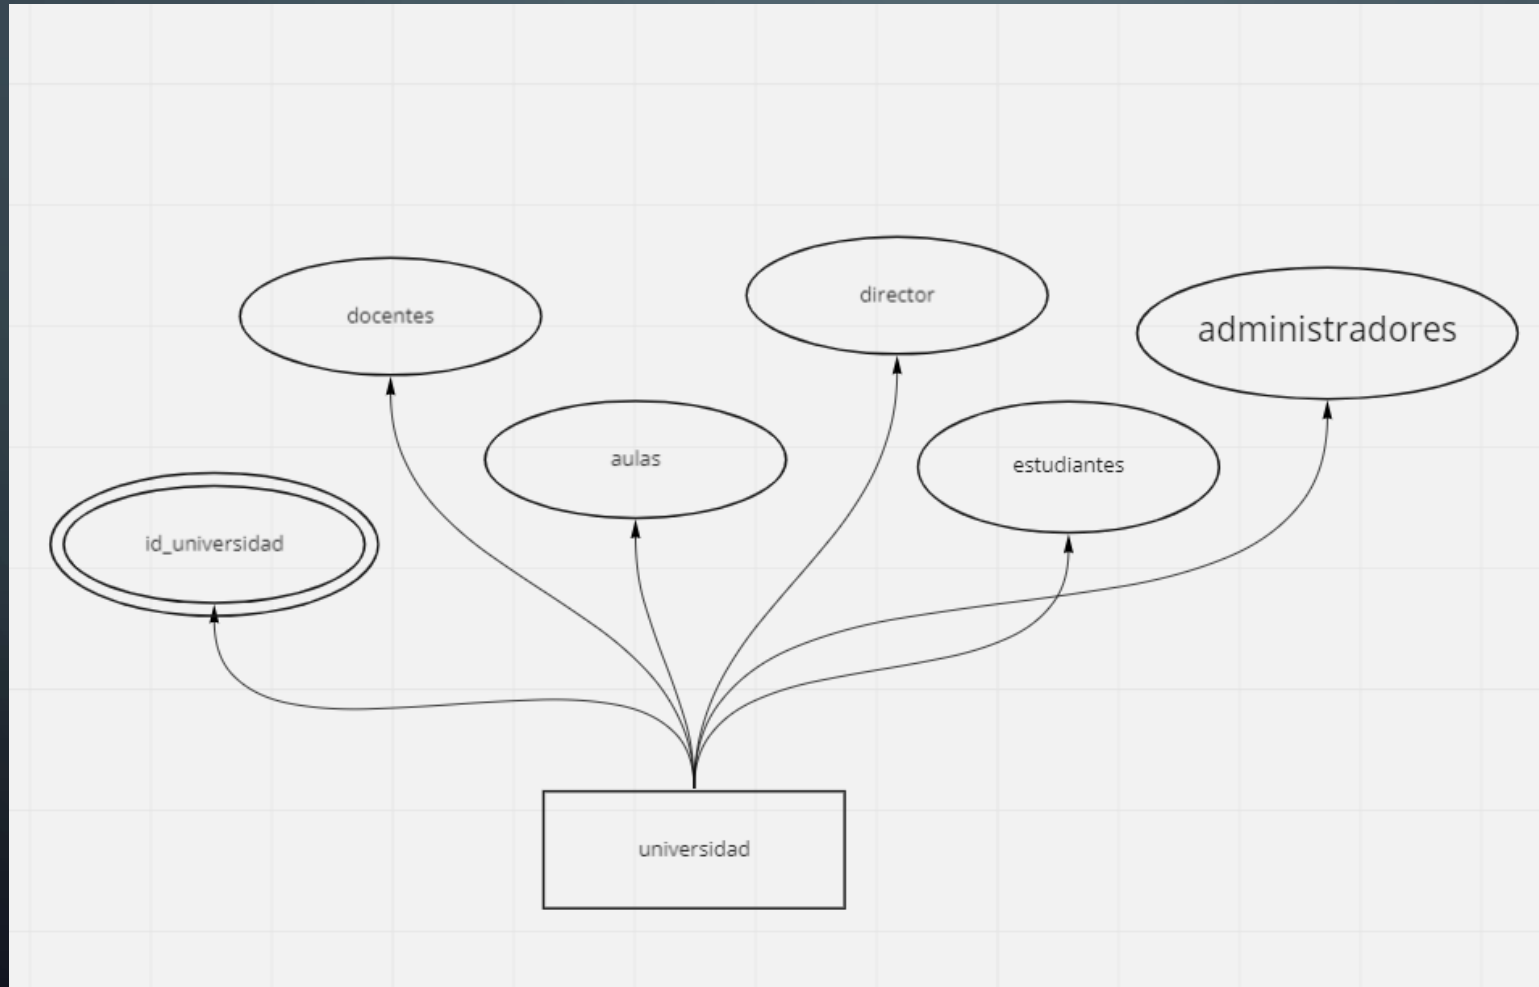 director
docentes
administradores
aulas
estudiantes
id_universidad
universidad